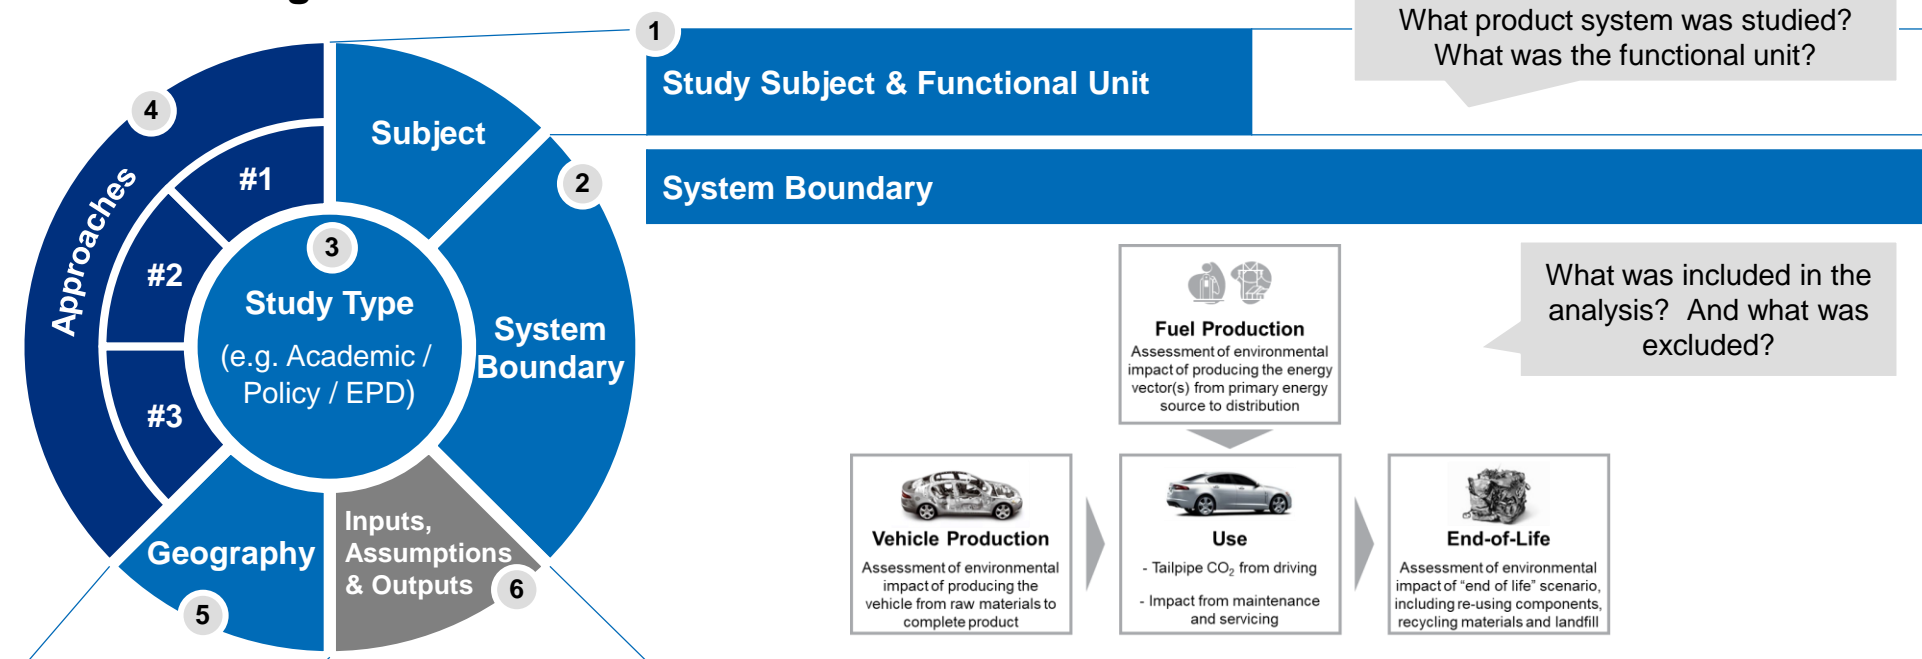 4
Approaches
#1
#2
#3
Subject
2
3
Study Type
(e.g. Academic /
Policy / EPD)
System
Boundary
Geography
5
Inputs,
Assumptions
& Outputs
6
1
Study Subject & Functional Unit
What product system was studied?
What was the functional unit?
System Boundary
What was included in the
analysis?  And what was
excluded?
Fuel Production
Assessment of environmental
impact of producing the energy
vector(s) from primary energy
source to distribution
Vehicle Production
Assessment of environmental
impact of producing the
vehicle from raw materials to
complete product
Use
- Tailpipe CO₂ from driving
- Impact from maintenance
and servicing
End-of-Life
Assessment of environmental
impact of “end of life” scenario,
including re-using components,
recycling materials and landfill